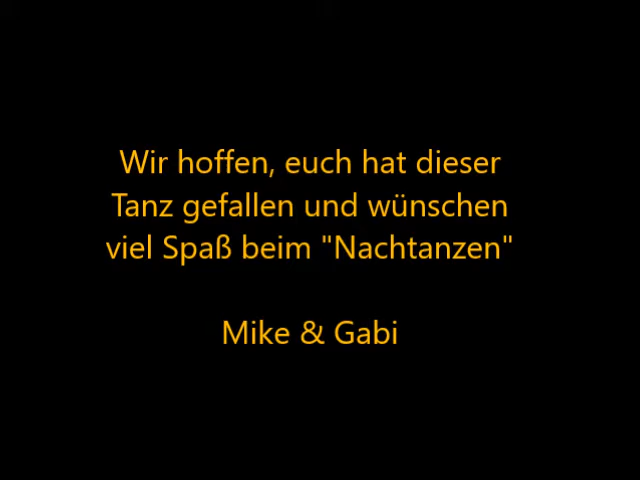 Wir hoffen, euch hat dieser
Tanz gefallen und wünschen
viel Spaß beim "Nachtanzen"
Mike & Gabi